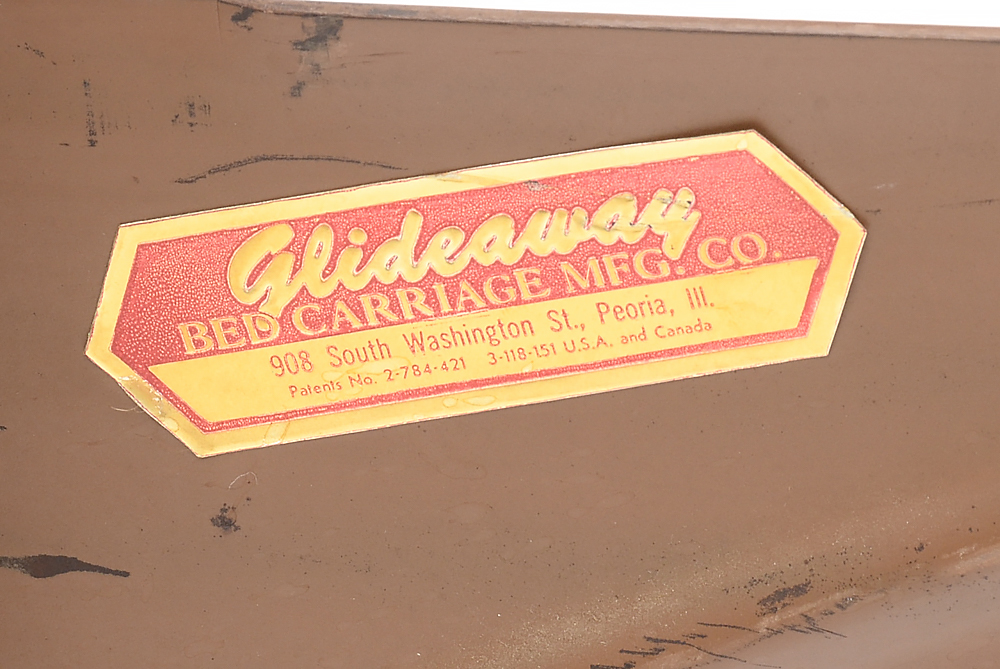 Glideaway
BED CARRIAGE MFG. CO.
908 South Washington St., Peoria, Ill.
Patents No. 2-784-421 3-118-151 U.S.A. and Canada